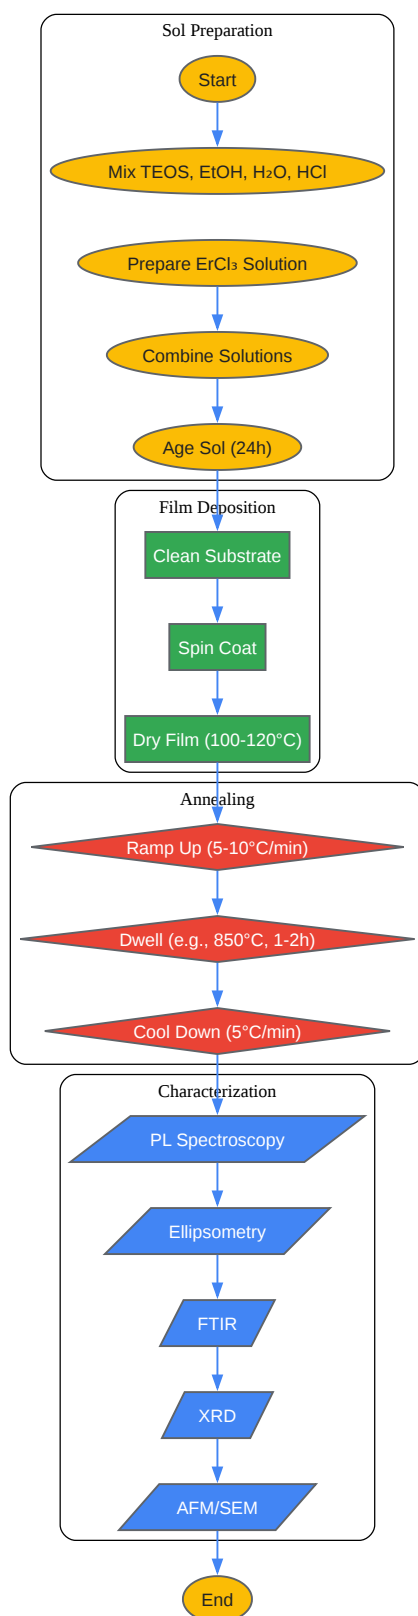 Sol Preparation
Start
Mix TEOS, EtOH, H₂O, HCl
Prepare ErCl₃ Solution
Combine Solutions
Age Sol (24h)
Film Deposition
Clean Substrate
Spin Coat
Dry Film (100-120°C)
Annealing
Ramp Up (5-10°C/min)
Dwell (e.g., 850°C, 1-2h)
Cool Down (5°C/min)
Characterization
PL Spectroscopy
Ellipsometry
FTIR
XRD
AFM/SEM
End